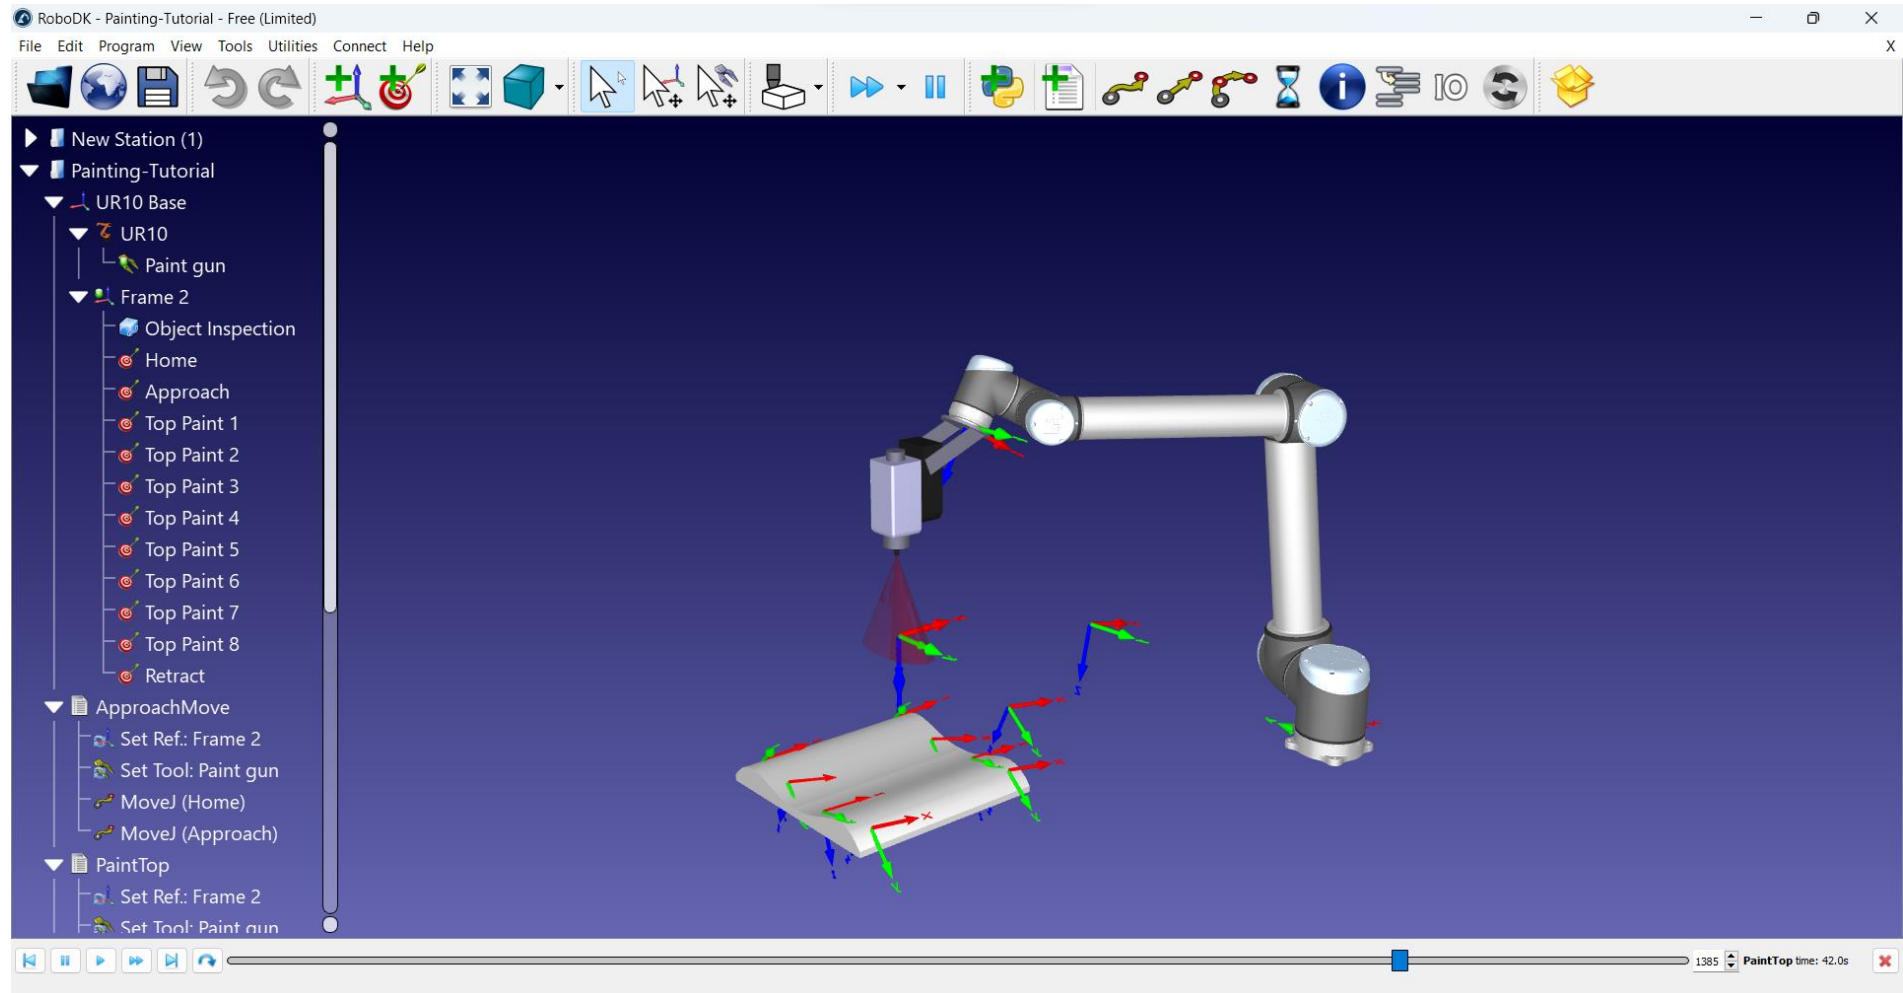 RoboDK - Painting-Tutorial - Free (Limited)
File Edit Program View Tools Utilities Connect Help
X
IO
New Station (1)
Painting-Tutorial
UR10 Base
UR10
Paint gun
Frame 2
Object Inspection
Home
Approach
Top Paint 1
Top Paint 2
Top Paint 3
Top Paint 4
Top Paint 5
Top Paint 6
Top Paint 7
Top Paint 8
Retract
ApproachMove
Set Ref.: Frame 2
Set Tool: Paint gun
MoveJ (Home)
MoveJ (Approach)
PaintTop
Set Ref.: Frame 2
Set Tool: Paint gun
1385 PaintTop time: 42.0s